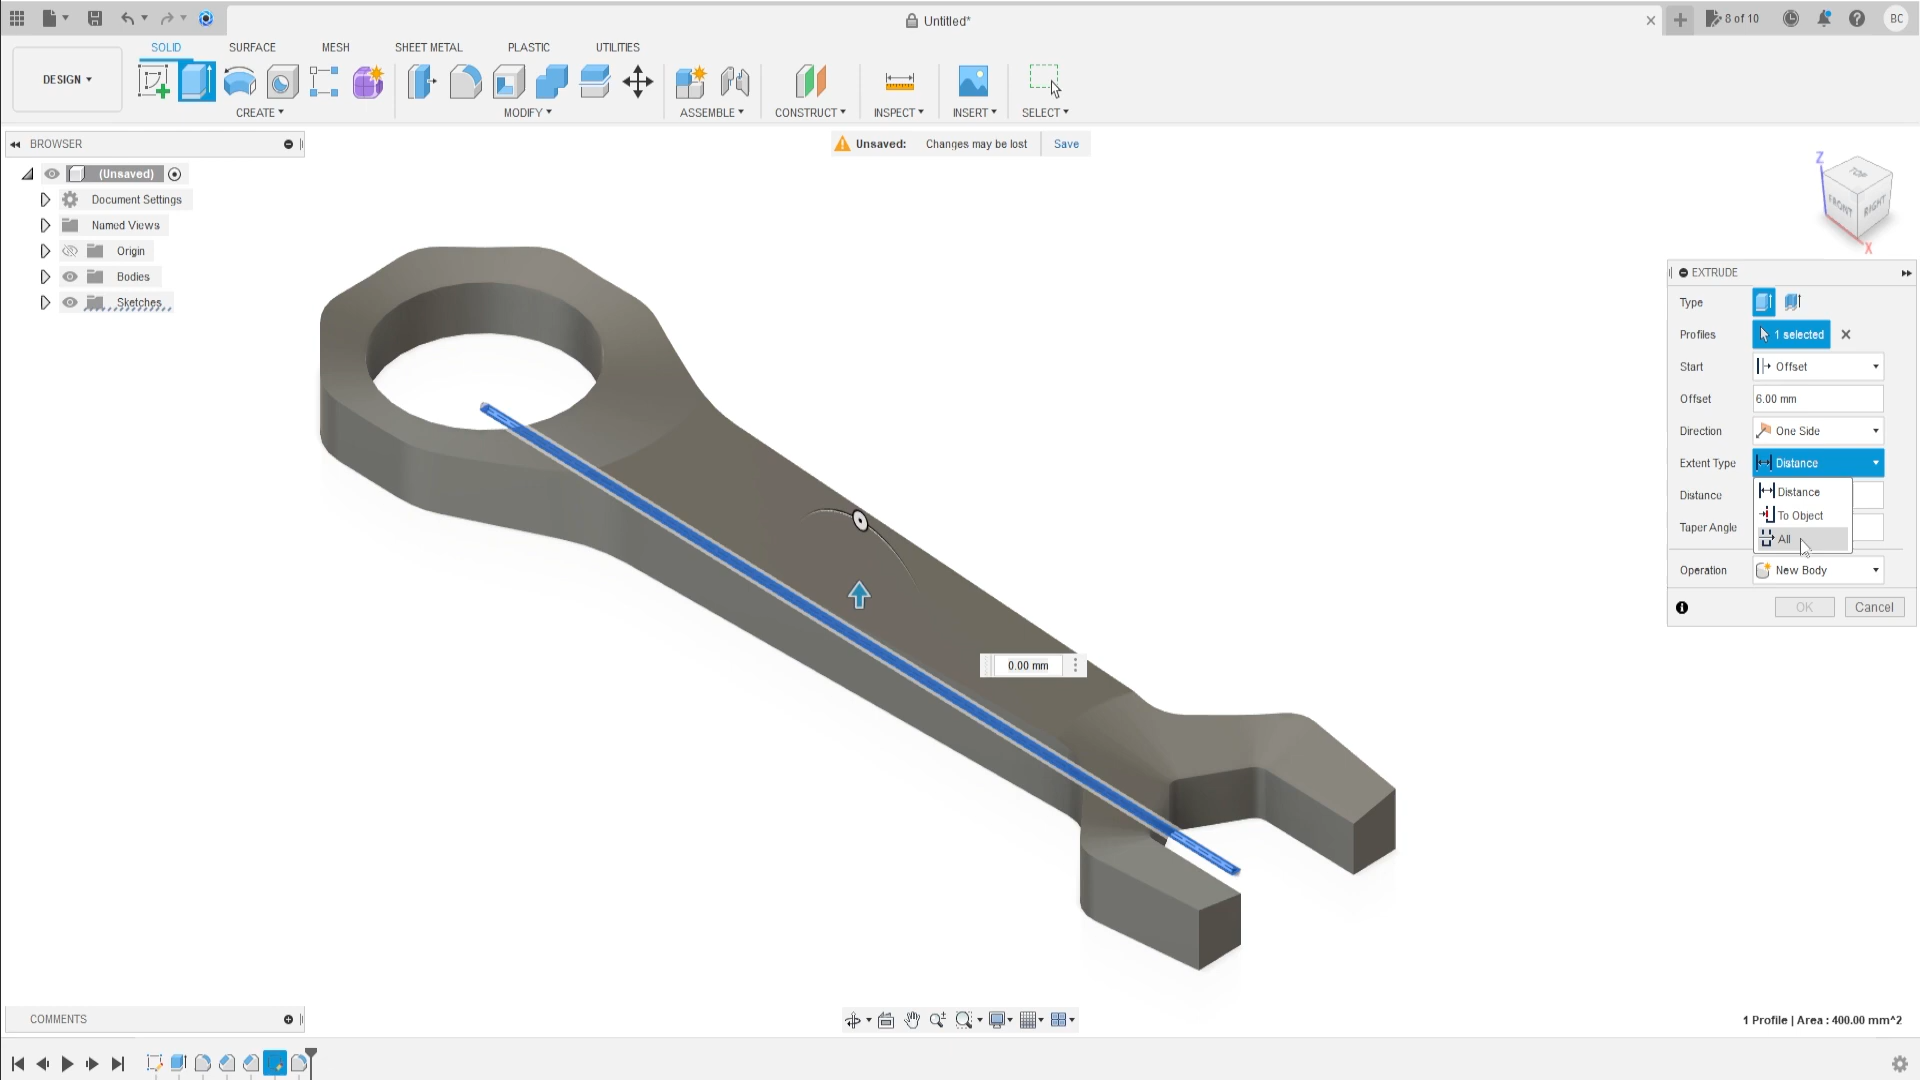 Untitled*
8 of 10
BC
DESIGN
SOLID
SURFACE
MESH
SHEET METAL
PLASTIC
UTILITIES
CREATE
MODIFY
ASSEMBLE
CONSTRUCT
INSPECT
INSERT
SELECT
BROWSER
Unsaved: Changes may be lost Save
(Unsaved)
Document Settings
Named Views
Origin
Bodies
Sketches
Z
TOP
FRONT
RIGHT
X
EXTRUDE
Type
Profiles 1 selected
Start Offset
Offset 6.00 mm
Direction One Side
Extent Type Distance
Distance
Distance
To Object
Taper Angle
All
Operation New Body
OK Cancel
0.00 mm
COMMENTS
1 Profile | Area : 400.00 mm^2